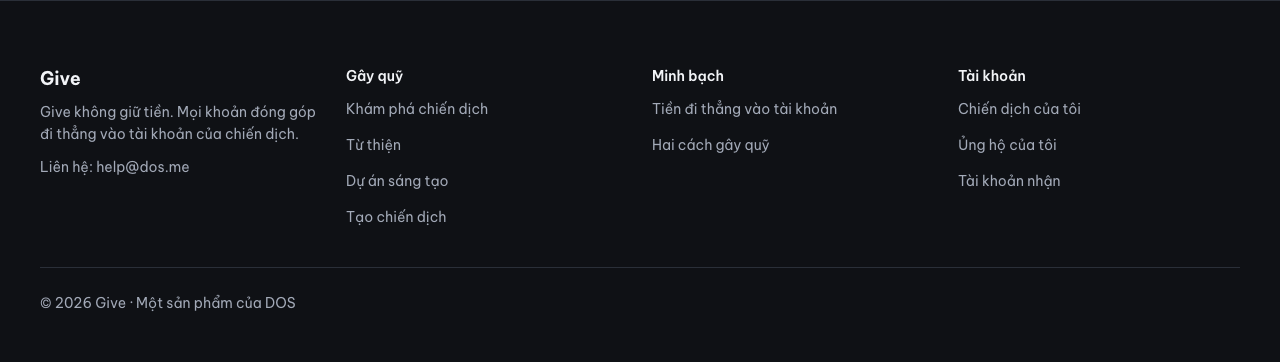 Give
Give không giữ tiền. Mọi khoản đóng góp
đi thẳng vào tài khoản của chiến dịch.
Liên hệ: help@dos.me
Gây quỹ
Khám phá chiến dịch
Từ thiện
Dự án sáng tạo
Tạo chiến dịch
Minh bạch
Tiền đi thẳng vào tài khoản
Hai cách gây quỹ
Tài khoản
Chiến dịch của tôi
Ủng hộ của tôi
Tài khoản nhận
© 2026 Give · Một sản phẩm của DOS